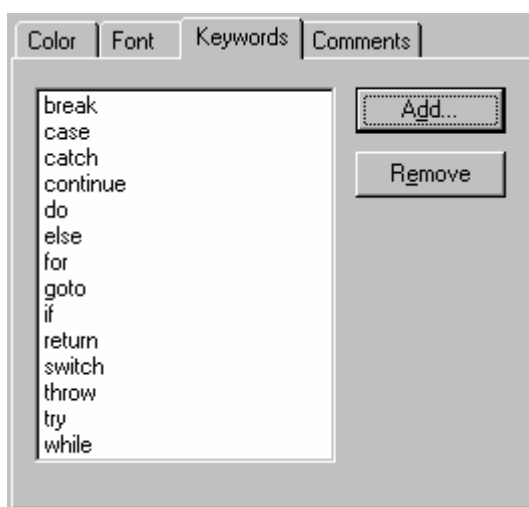 Color Font Keywords Comments
break
case
catch
continue
do
else
for
goto
if
return
switch
throw
try
while
Add...
Remove